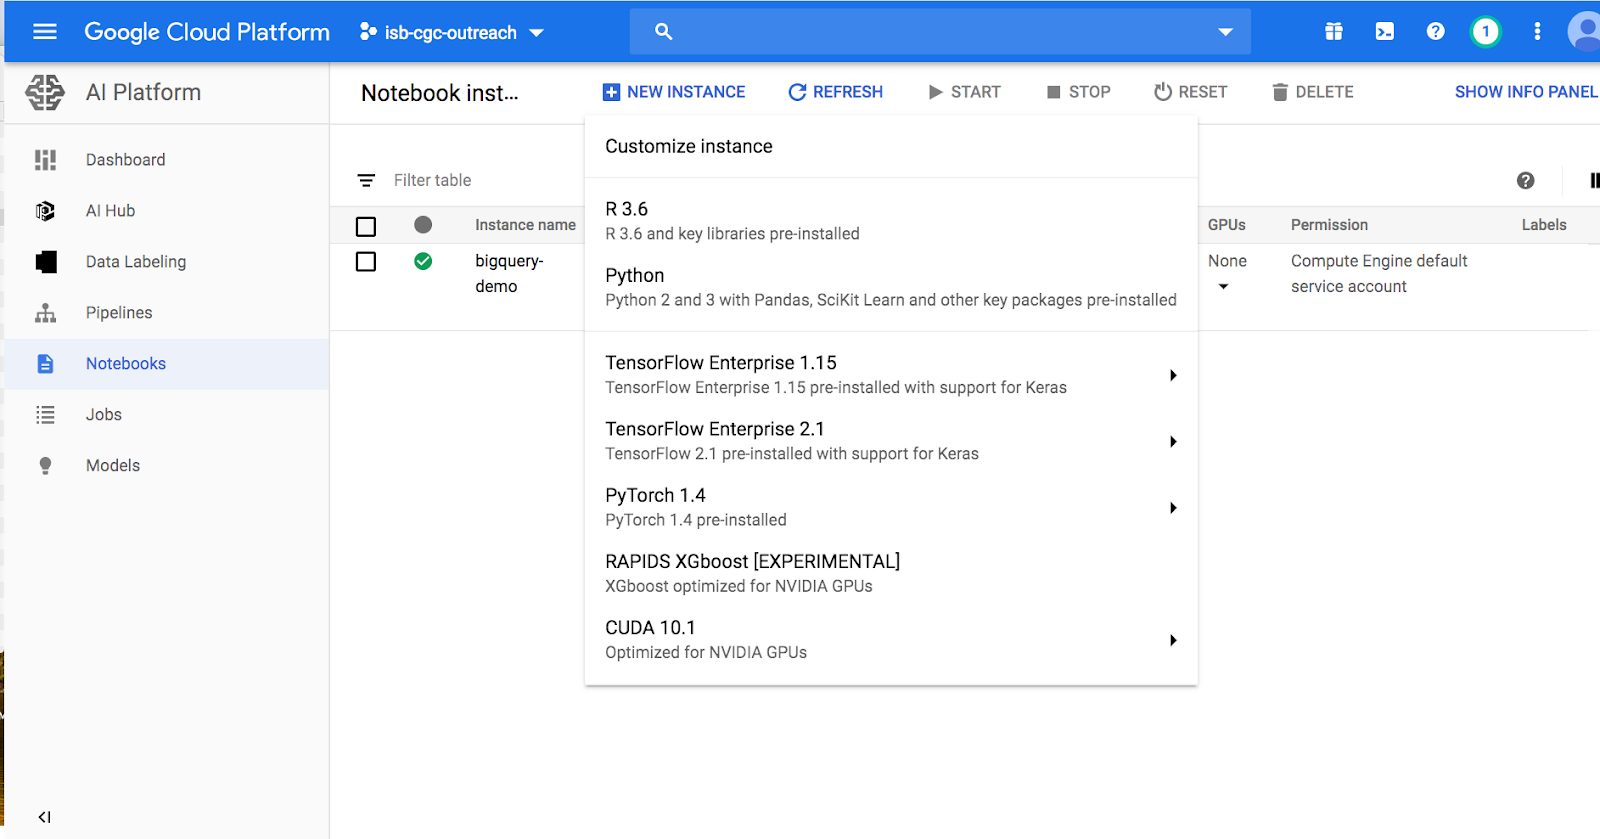 Google Cloud Platform
isb-cgc-outreach
1
AI Platform
Notebook inst...
NEW INSTANCE
REFRESH
START
STOP
RESET
DELETE
SHOW INFO PANEL
Dashboard
AI Hub
Data Labeling
Pipelines
Notebooks
Jobs
Models
Filter table
Instance name
GPUs
Permission
Labels
bigquery-
demo
None
Compute Engine default
service account
Customize instance
R 3.6
R 3.6 and key libraries pre-installed
Python
Python 2 and 3 with Pandas, SciKit Learn and other key packages pre-installed
TensorFlow Enterprise 1.15
TensorFlow Enterprise 1.15 pre-installed with support for Keras
TensorFlow Enterprise 2.1
TensorFlow 2.1 pre-installed with support for Keras
PyTorch 1.4
PyTorch 1.4 pre-installed
RAPIDS XGboost [EXPERIMENTAL]
XGboost optimized for NVIDIA GPUs
CUDA 10.1
Optimized for NVIDIA GPUs